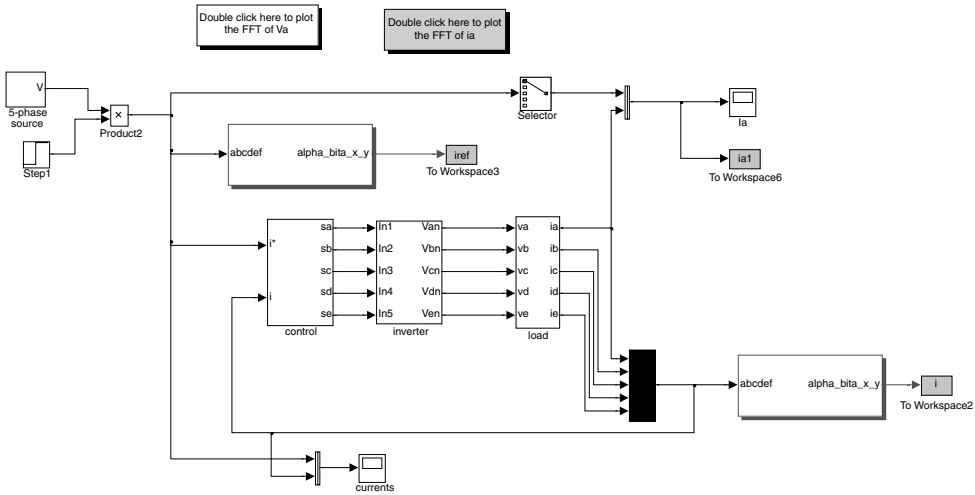 Double click here to plot
the FFT of Va
Double click here to plot
the FFT of ia
V
5-phase
source
Step1
×
Product2
Selector
Ia
abcdef
alpha_bita_x_y
iref
To Workspace3
ia1
To Workspace6
i*
i
sa
sb
sc
sd
se
control
In1
In2
In3
In4
In5
Van
Vbn
Vcn
Vdn
Ven
inverter
va
vb
vc
vd
ve
ia
ib
ic
id
ie
load
abcdef
alpha_bita_x_y
i
To Workspace2
currents